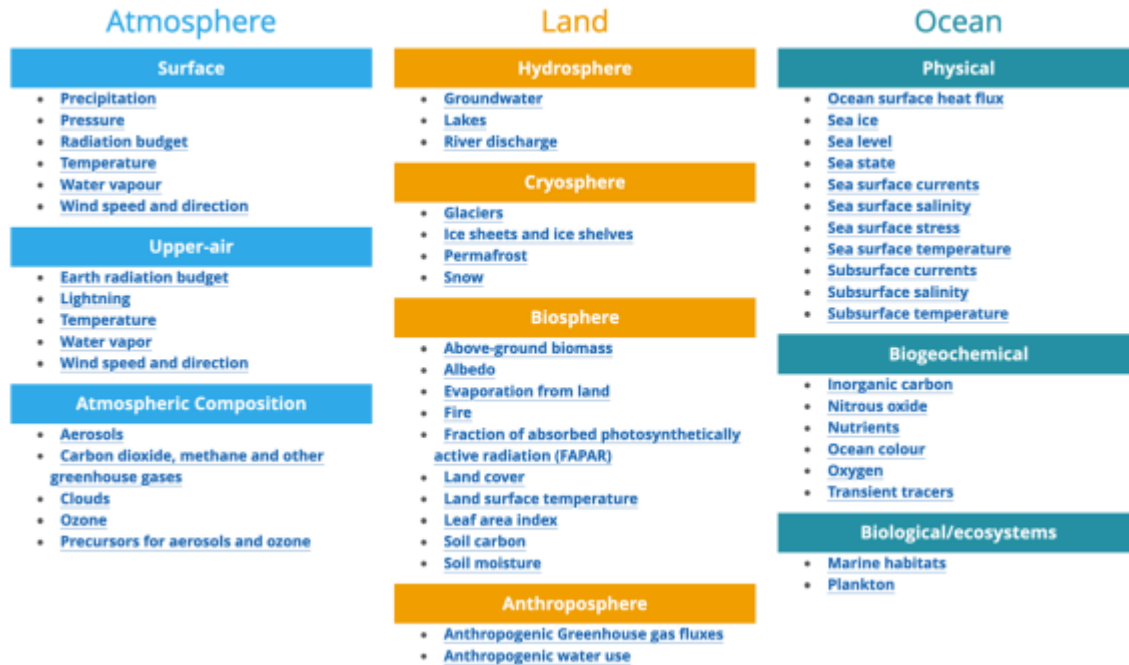 Atmosphere
Surface
Precipitation
Pressure
Radiation budget
Temperature
Water vapour
Wind speed and direction
Upper-air
Earth radiation budget
Lightning
Temperature
Water vapor
Wind speed and direction
Atmospheric Composition
Aerosols
Carbon dioxide, methane and other
greenhouse gases
Clouds
Ozone
Precursors for aerosols and ozone
Land
Hydrosphere
Groundwater
Lakes
River discharge
Cryosphere
Glaciers
Ice sheets and ice shelves
Permafrost
Snow
Biosphere
Above-ground biomass
Albedo
Evaporation from land
Fire
Fraction of absorbed photosynthetically
active radiation (FAPAR)
Land cover
Land surface temperature
Leaf area index
Soil carbon
Soil moisture
Anthroposphere
Anthropogenic Greenhouse gas fluxes
Anthropogenic water use
Ocean
Physical
Ocean surface heat flux
Sea ice
Sea level
Sea state
Sea surface currents
Sea surface salinity
Sea surface stress
Sea surface temperature
Subsurface currents
Subsurface salinity
Subsurface temperature
Biogeochemical
Inorganic carbon
Nitrous oxide
Nutrients
Ocean colour
Oxygen
Transient tracers
Biological/ecosystems
Marine habitats
Plankton